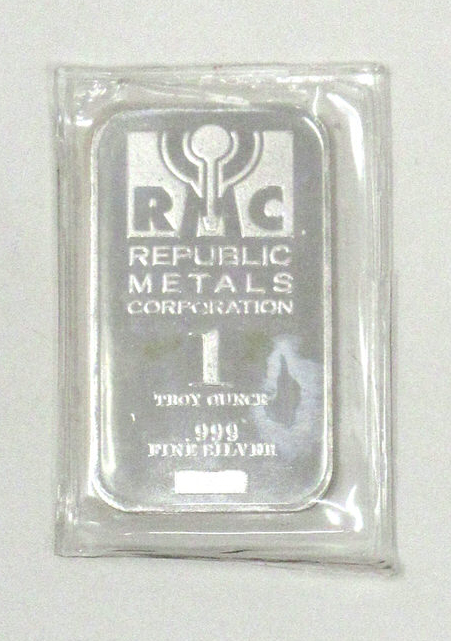 RMC
REPUBLIC
METALS
CORPORATION
1
TROY OUNCE
.999
FINE SILVER